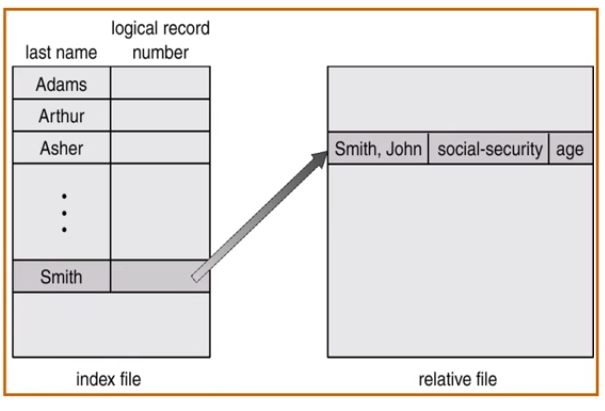 logical record
last name number
Adams
Arthur
Asher
Smith
Smith, John social-security age
index file
relative file